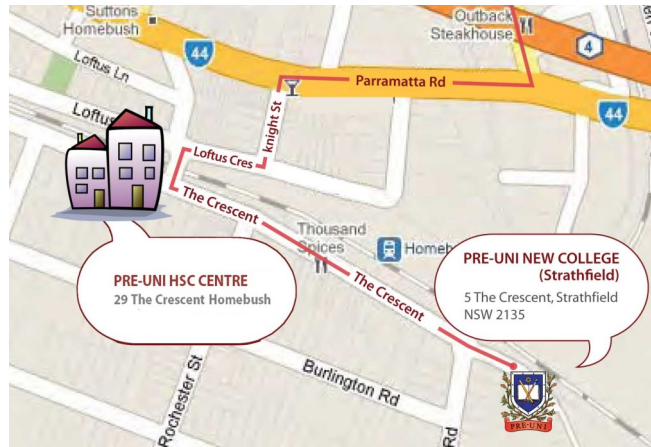 Suttons
Homebush
Outback
Steakhouse
4
44
Loftus Ln
Parramatta Rd
44
Loftus
knight St
Loftus Cres
The Crescent
Thousand
Spices
Homeb
PRE-UNI HSC CENTRE
29 The Crescent Homebush
PRE-UNI NEW COLLEGE
(Strathfield)
5 The Crescent, Strathfield
NSW 2135
The Crescent
Rochester St
Burlington Rd
PRE-UNI